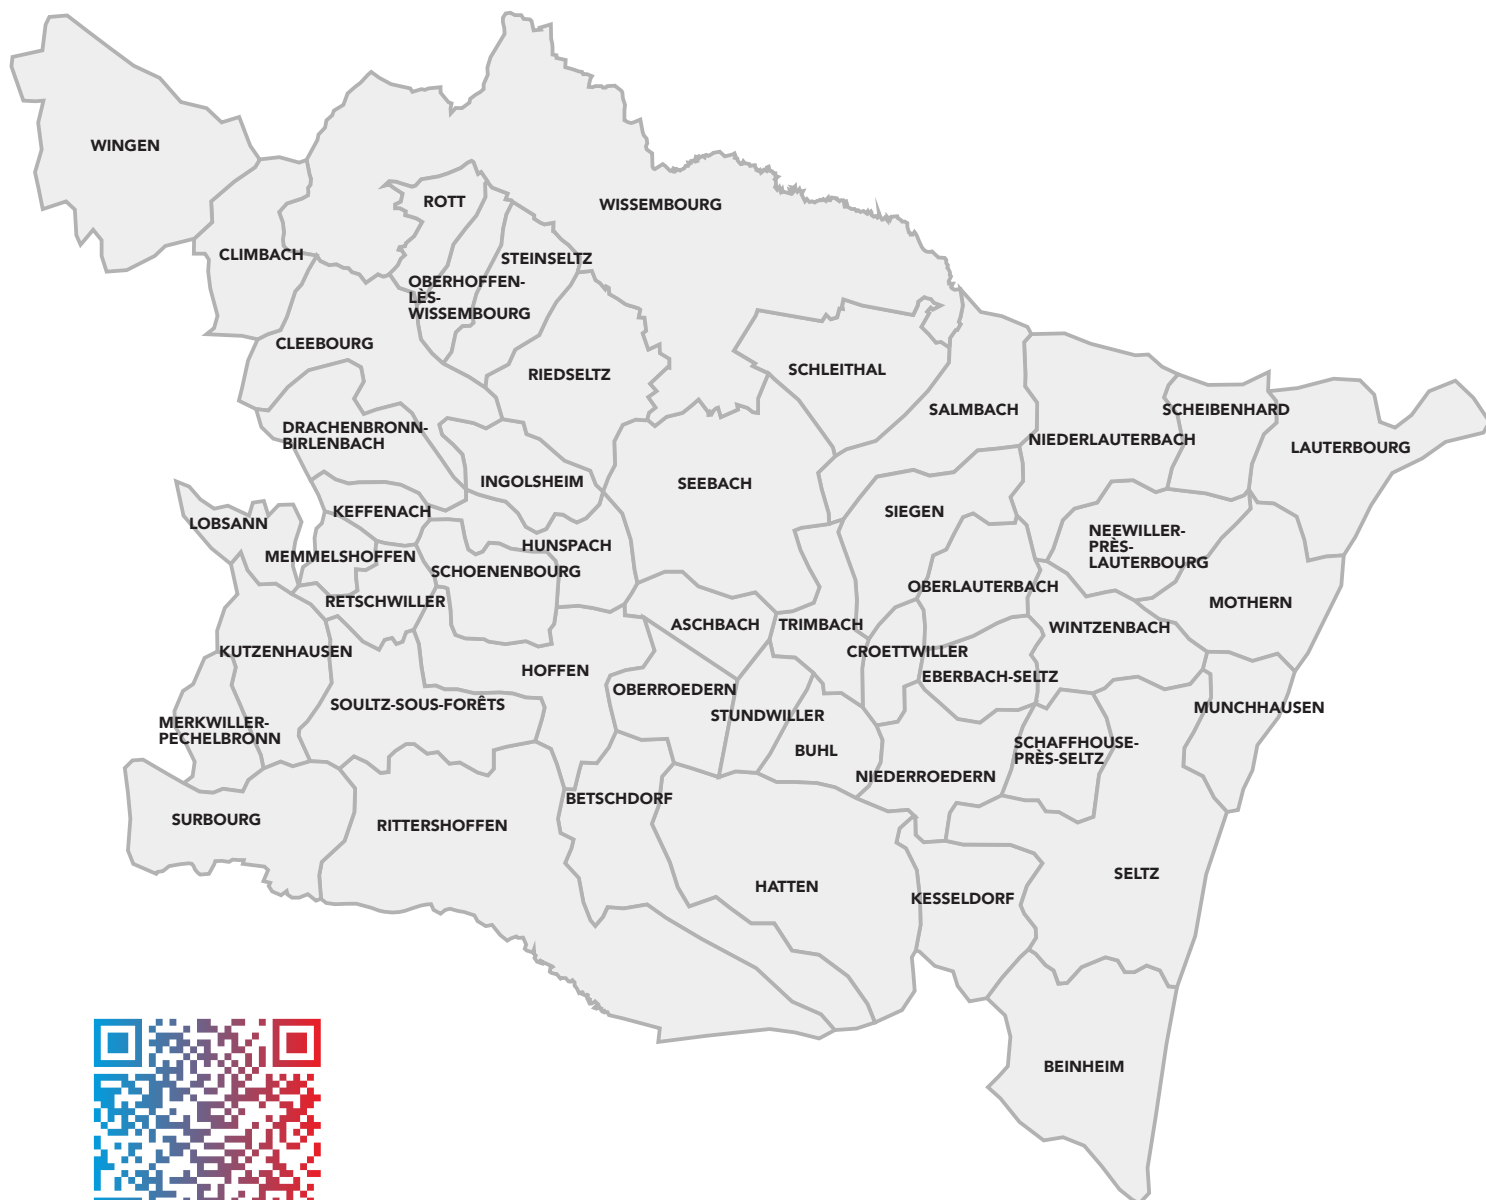 WINGEN
ROTT
WISSEMBOURG
CLIMBACH
STEINSELTZ
OBERHOFFEN-
LÈS-
WISSEMBOURG
CLEEBOURG
RIEDSELTZ
SCHLEITHAL
SALMBACH
SCHEIBENHARD
DRACHENBRONN-
BIRLENBACH
NIEDERLAUTERBACH
LAUTERBOURG
INGOLSHEIM
SEEBACH
KEFFENACH
SIEGEN
LOBSANN
NEEWILLER-
PRÈS-
LAUTERBOURG
HUNSPACH
MEMMELSHOFFEN
SCHOENENBOURG
OBERLAUTERBACH
RETSCHWILLER
MOTHERN
ASCHBACH
TRIMBACH
WINTZENBACH
KUTZENHAUSEN
CROETTWILLER
HOFFEN
EBERBACH-SELTZ
OBERROEDERN
SOULTZ-SOUS-FORÊTS
MUNCHHAUSEN
STUNDWILLER
MERKWILLER-
PECHELBRONN
SCHAFFHOUSE-
PRÈS-SELTZ
BUHL
NIEDERROEDERN
BETSCHDORF
SURBOURG
RITTERSHOFFEN
SELTZ
HATTEN
KESSELDORF
BEINHEIM